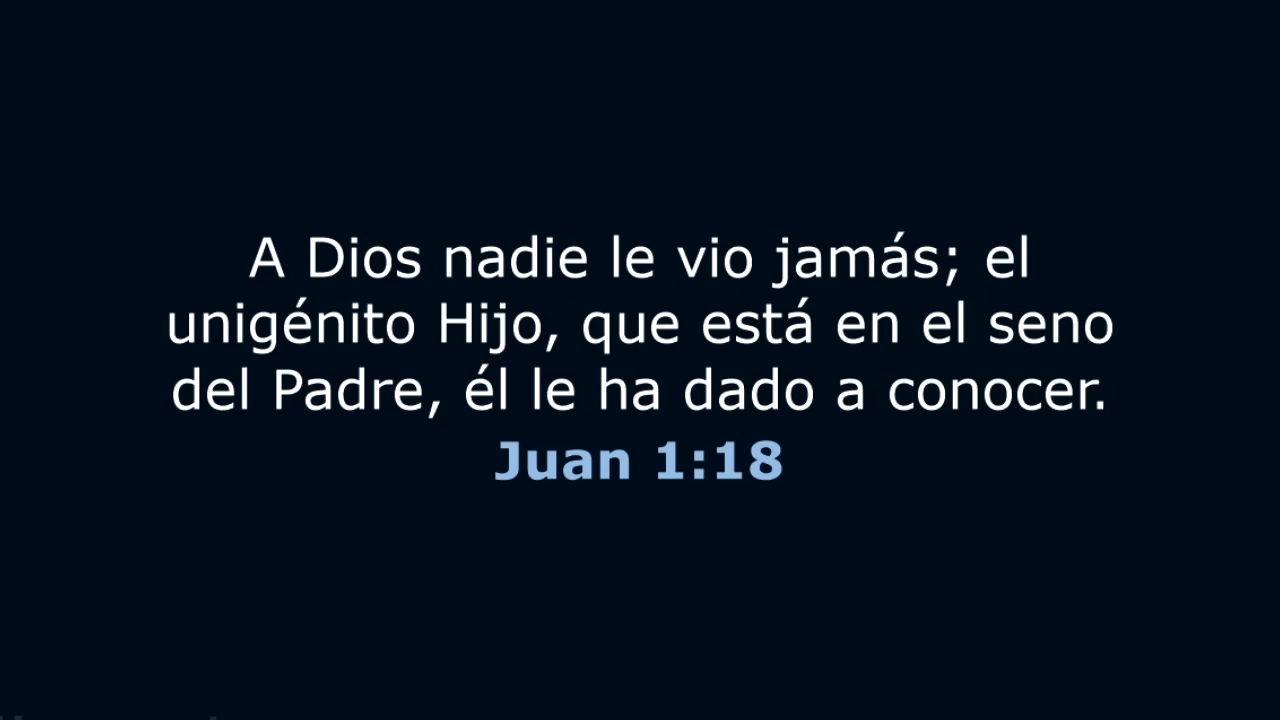 A Dios nadie le vio jamás; el
unigénito Hijo, que está en el seno
del Padre, él le ha dado a conocer.
Juan 1:18